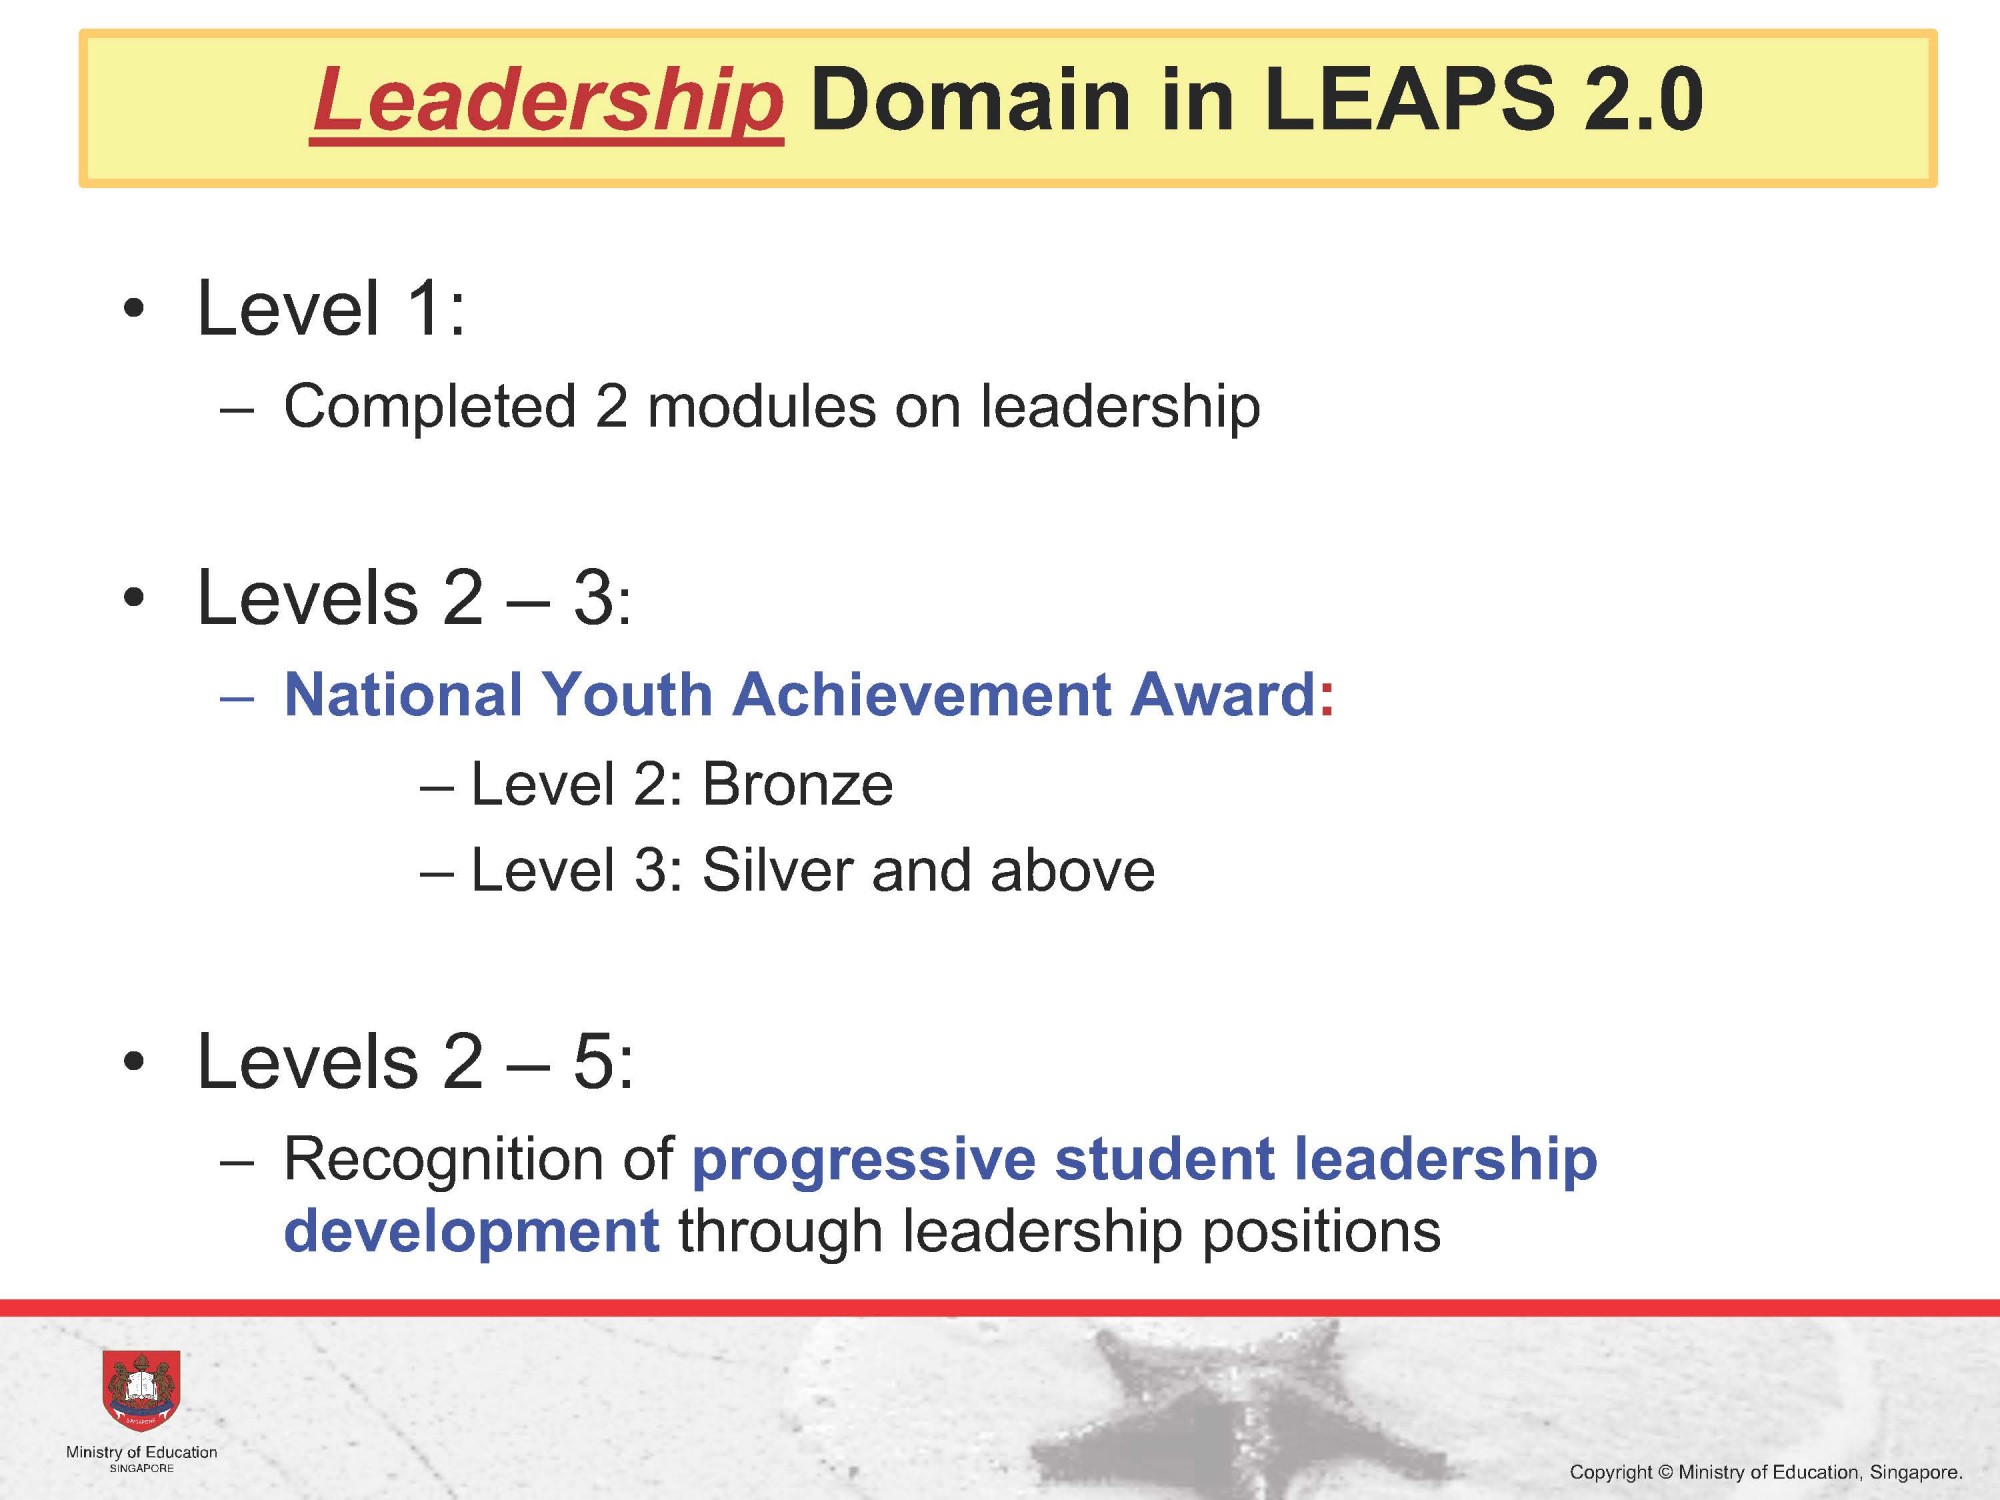 Leadership Domain in LEAPS 2.0
• Level 1:
– Completed 2 modules on leadership
• Levels 2 – 3:
– National Youth Achievement Award:
– Level 2: Bronze
– Level 3: Silver and above
• Levels 2 – 5:
– Recognition of progressive student leadership
development through leadership positions
Ministry of Education
SINGAPORE
Copyright © Ministry of Education, Singapore.